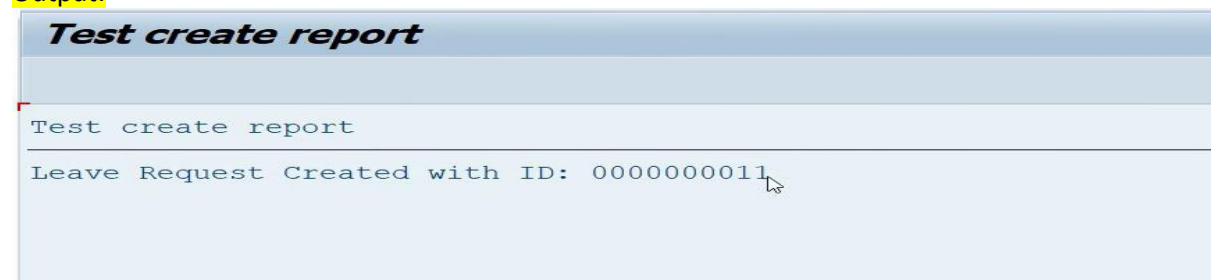 Output:
Test create report
Test create report
Leave Request Created with ID: 0000000011